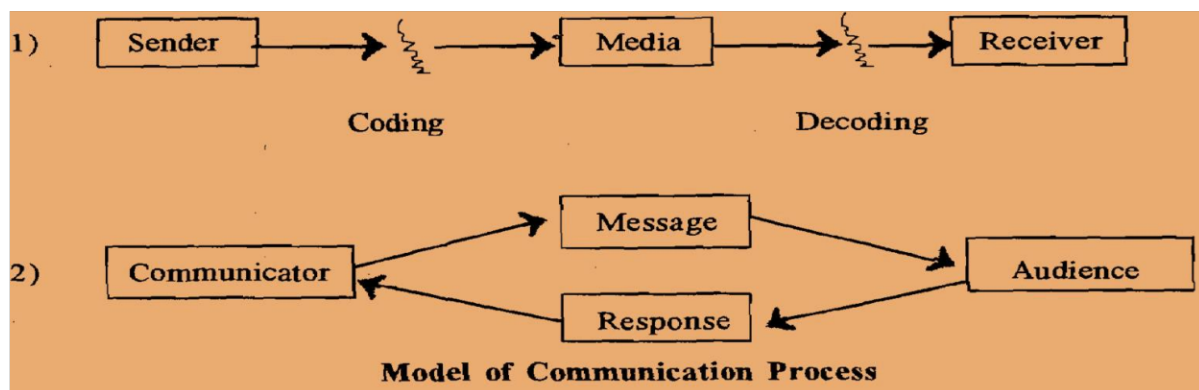 1) Sender Media Receiver
Coding Decoding
Message
2) Communicator Audience
Response
Model of Communication Process